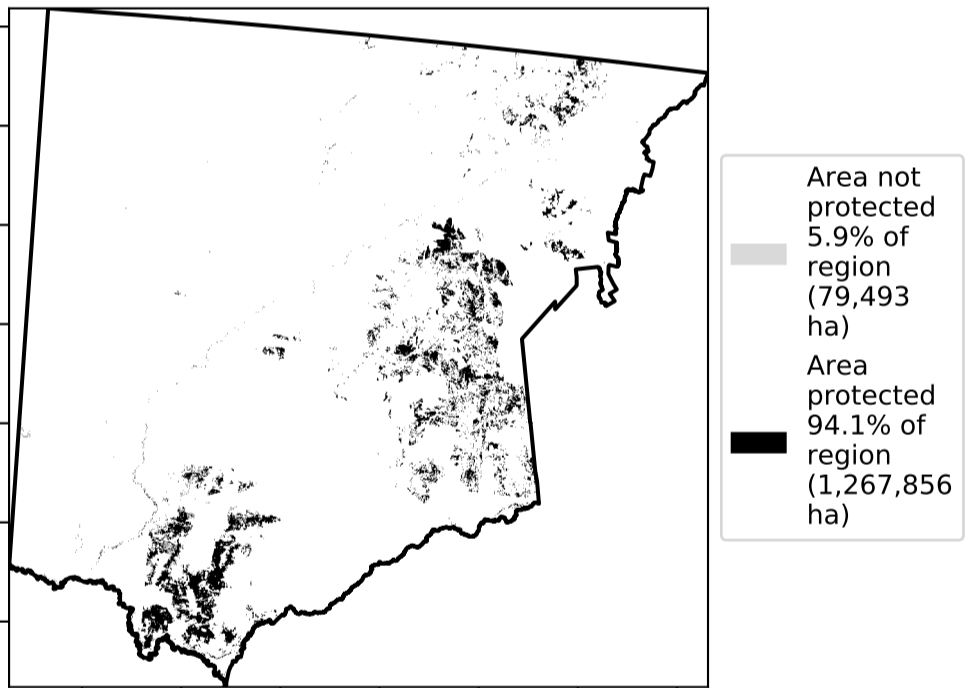 Area not
protected
5.9% of
region
(79,493
ha)
Area
protected
94.1% of
region
(1,267,856
ha)